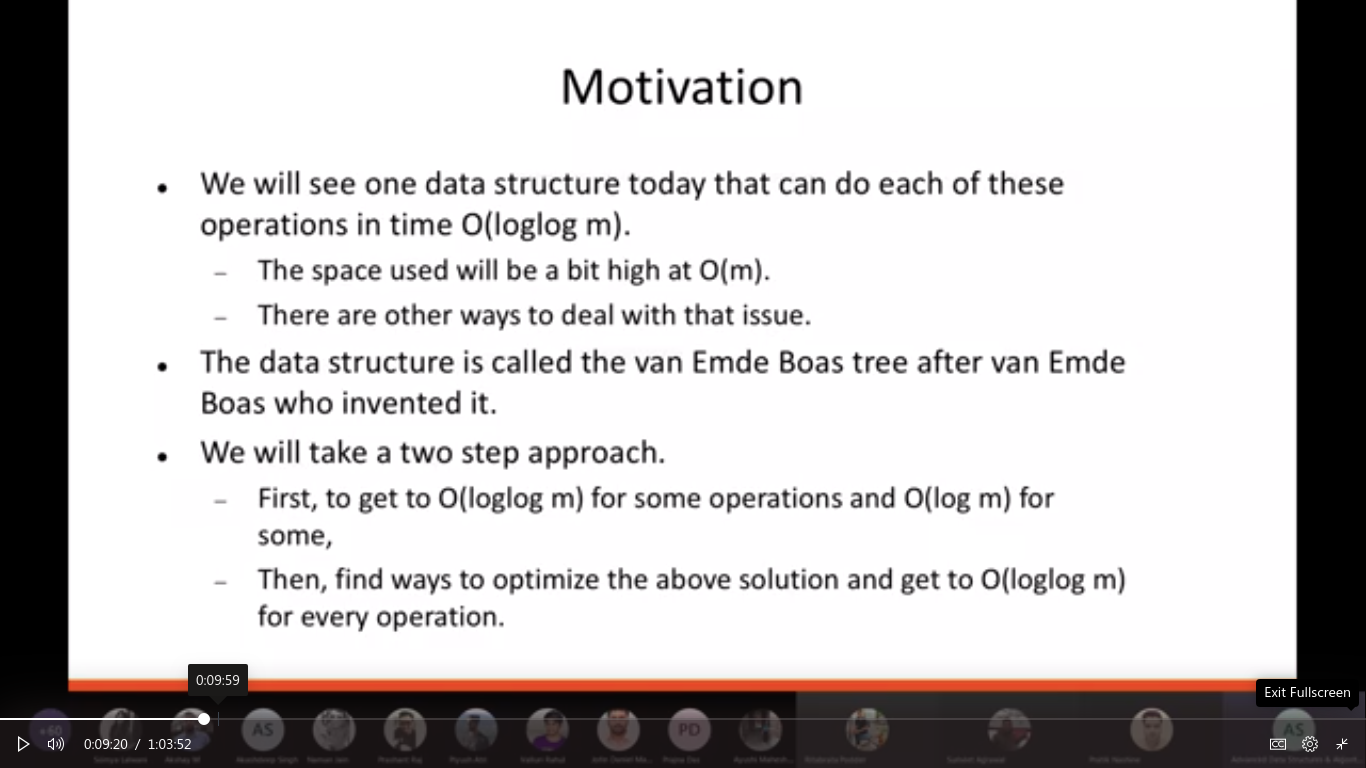 Motivation
• We will see one data structure today that can do each of these
operations in time O(loglog m).
– The space used will be a bit high at O(m).
– There are other ways to deal with that issue.
• The data structure is called the van Emde Boas tree after van Emde
Boas who invented it.
• We will take a two step approach.
– First, to get to O(loglog m) for some operations and O(log m) for
some,
– Then, find ways to optimize the above solution and get to O(loglog m)
for every operation.
0:09:59
Exit Fullscreen
+60 AS PD AS
0:09:20 / 1:03:52
CC